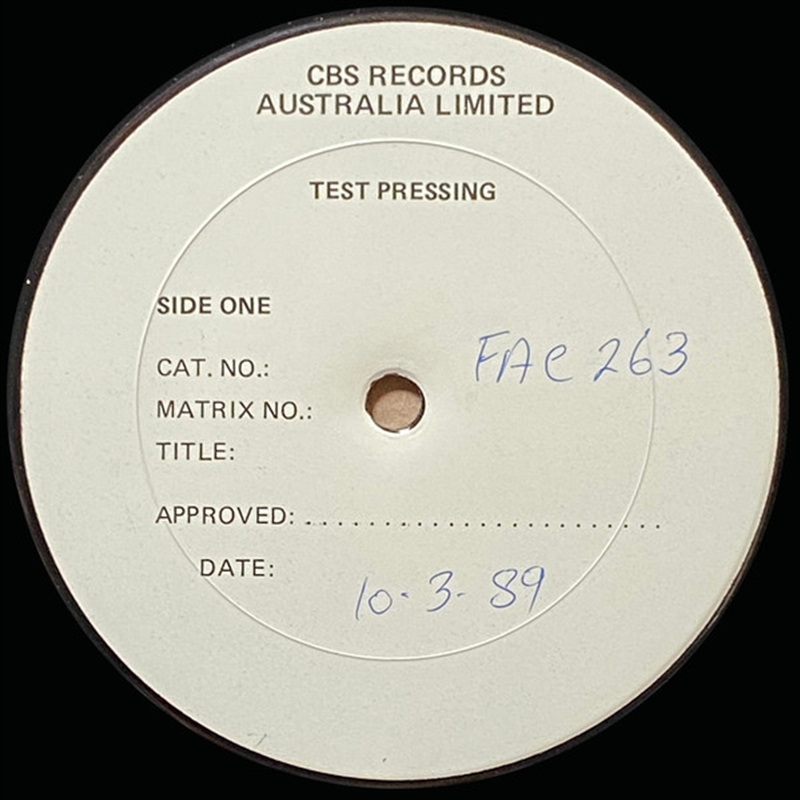 CBS RECORDS
AUSTRALIA LIMITED
TEST PRESSING
SIDE ONE
CAT. NO.: FAC 263
MATRIX NO.:
TITLE:
APPROVED: ........................
DATE: 10.3.89